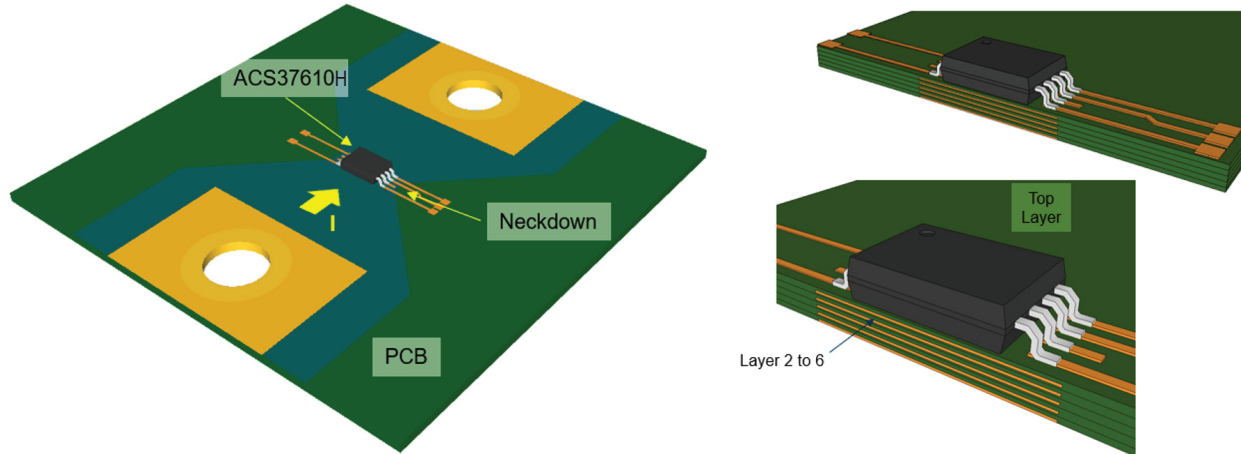 ACS37610H
I
Neckdown
PCB
Top
Layer
Layer 2 to 6